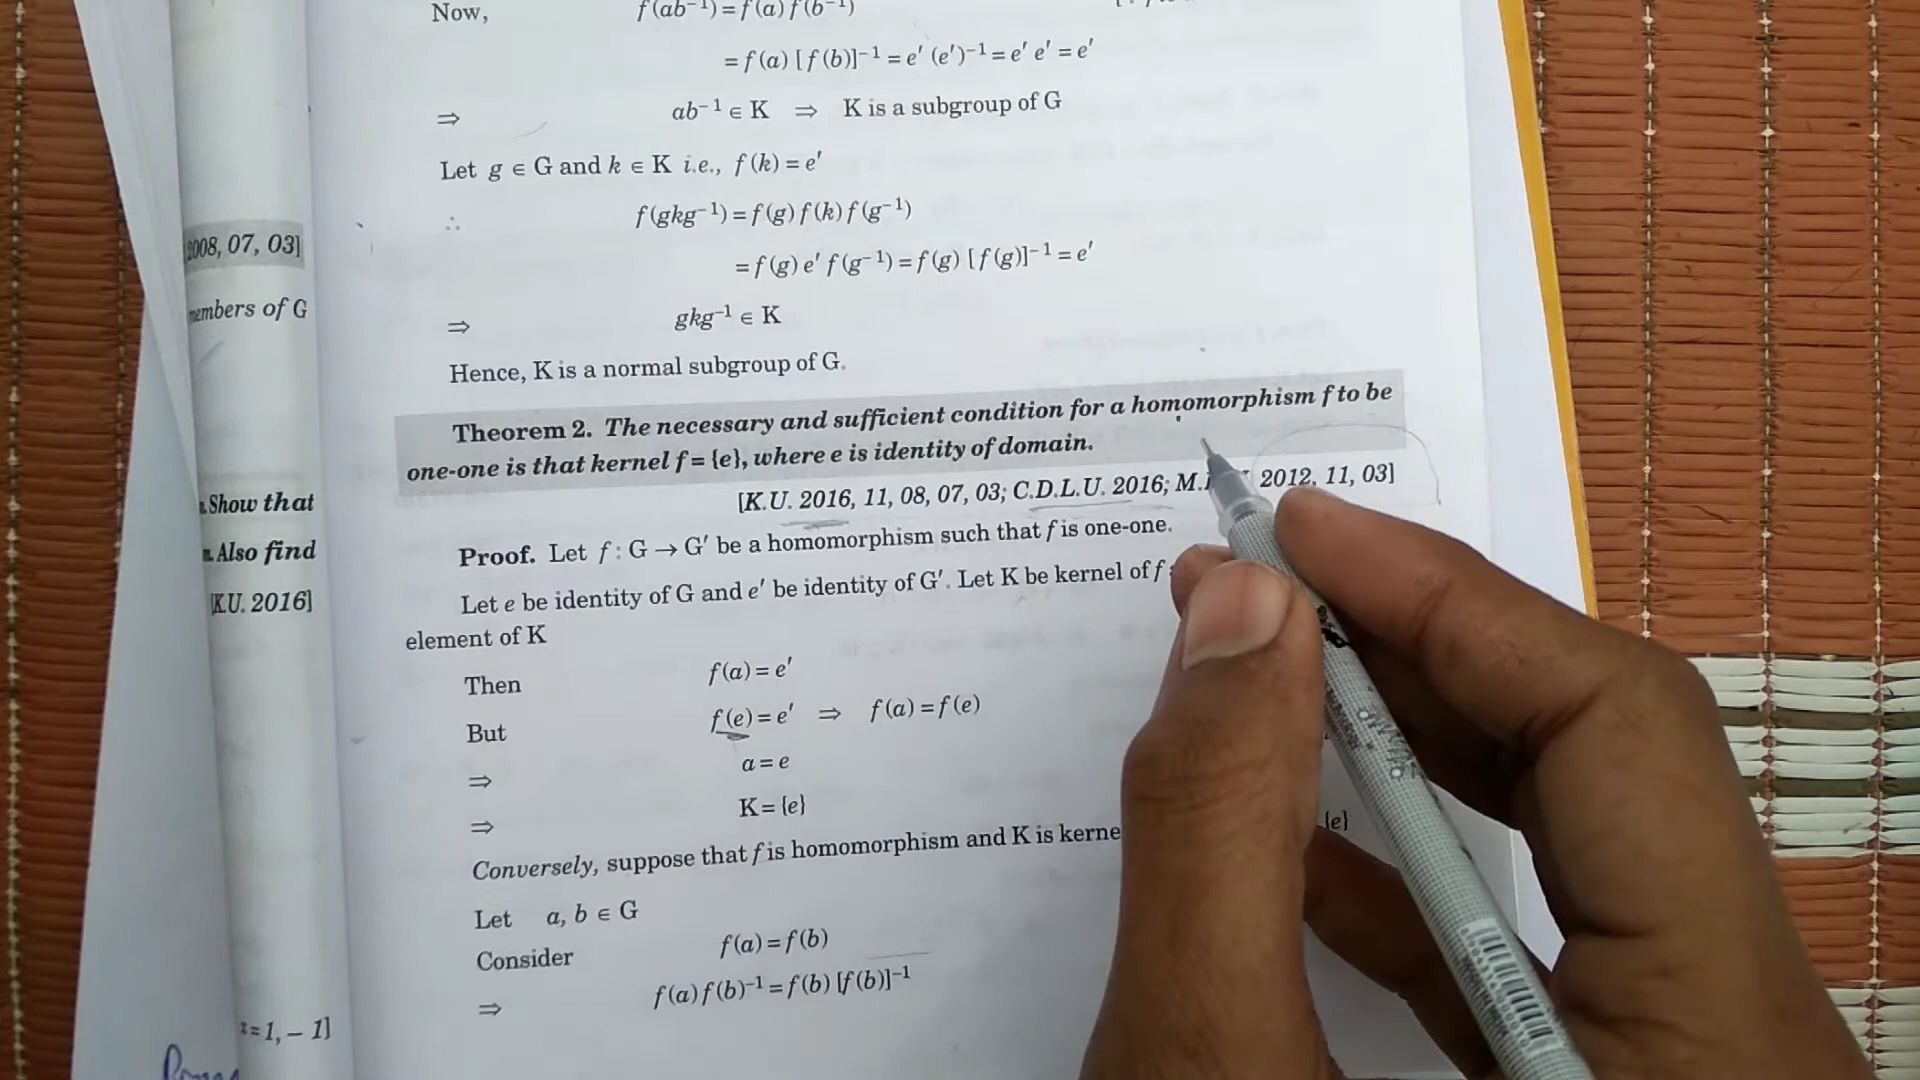 Now, f(ab⁻¹) = f(a) f(b⁻¹)
= f(a) [f(b)]⁻¹ = e′ (e′)⁻¹ = e′ e′ = e′
⇒ ab⁻¹ ∈ K ⇒ K is a subgroup of G
Let g ∈ G and k ∈ K i.e., f(k) = e′
∴ f(gkg⁻¹) = f(g) f(k) f(g⁻¹)
= f(g) e′ f(g⁻¹) = f(g) [f(g)]⁻¹ = e′
⇒ gkg⁻¹ ∈ K
Hence, K is a normal subgroup of G.
Theorem 2. The necessary and sufficient condition for a homomorphism f to be
one-one is that kernel f = {e}, where e is identity of domain.
[K.U. 2016, 11, 08, 07, 03; C.D.L.U. 2016; 2012, 11, 03]
Proof. Let f : G → G′ be a homomorphism such that f is one-one.
Let e be identity of G and e′ be identity of G′. Let K be kernel of f
element of K
Then f(a) = e′
But f(e) = e′ ⇒ f(a) = f(e)
⇒ a = e
⇒ K = {e}
Conversely, suppose that f is homomorphism and K is {e}
Let a, b ∈ G
Consider f(a) = f(b)
⇒ f(a) f(b)⁻¹ = f(b) [f(b)]⁻¹
2008, 07, 03]
members of G
Show that
Also find
K.U. 2016]
= 1, – 1]